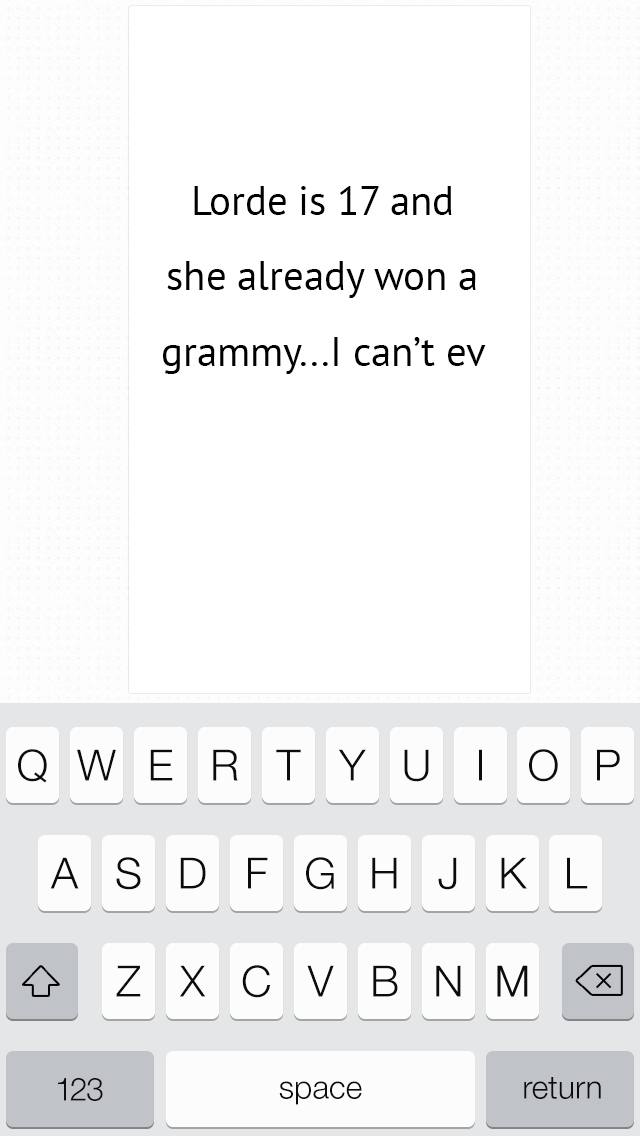 Lorde is 17 and
she already won a
grammy...I can’t ev
Q W E R T Y U I O P
A S D F G H J K L
Z X C V B N M
123 space return